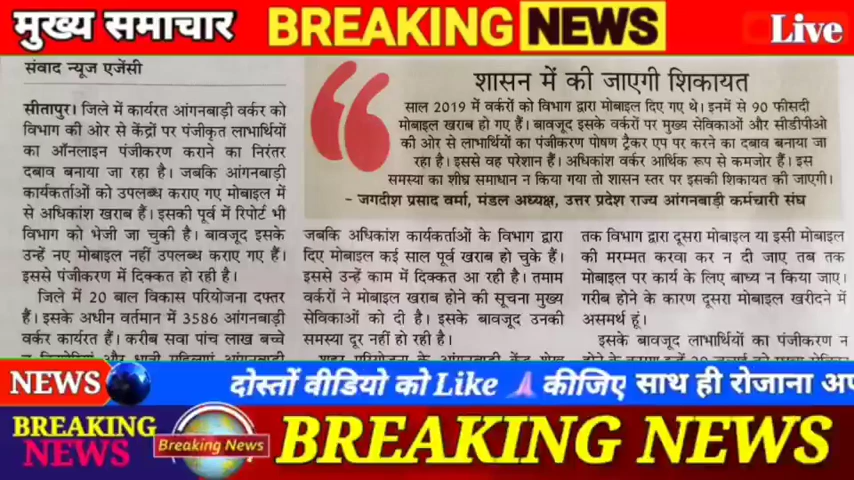 मुख्य समाचार
BREAKING NEWS
Live
संवाद न्यूज एजेंसी
सीतापुर। जिले में कार्यरत आंगनबाड़ी वर्कर को
विभाग की ओर से केंद्रों पर पंजीकृत लाभार्थियों
का ऑनलाइन पंजीकरण कराने का निरंतर
दबाव बनाया जा रहा है। जबकि आंगनबाड़ी
कार्यकर्ताओं को उपलब्ध कराए गए मोबाइल में
से अधिकांश खराब हैं। इसकी पूर्व में रिपोर्ट भी
विभाग को भेजी जा चुकी है। बावजूद इसके
उन्हें नए मोबाइल नहीं उपलब्ध कराए गए हैं।
इससे पंजीकरण में दिक्कत हो रही है।
जिले में 20 बाल विकास परियोजना दफ्तर
हैं। इसके अधीन वर्तमान में 3586 आंगनबाड़ी
वर्कर कार्यरत हैं। करीब सवा पांच लाख बच्चे
शासन में की जाएगी शिकायत
साल 2019 में वर्करों को विभाग द्वारा मोबाइल दिए गए थे। इनमें से 90 फीसदी
मोबाइल खराब हो गए हैं। बावजूद इसके वर्करों पर मुख्य सेविकाओं और सीडीपीओ
की ओर से लाभार्थियों का पंजीकरण पोषण ट्रैकर एप पर करने का दबाव बनाया जा
रहा है। इससे वह परेशान हैं। अधिकांश वर्कर आर्थिक रूप से कमजोर हैं। इस
समस्या का शीघ्र समाधान न किया गया तो शासन स्तर पर इसकी शिकायत की जाएगी।
- जगदीश प्रसाद वर्मा, मंडल अध्यक्ष, उत्तर प्रदेश राज्य आंगनबाड़ी कर्मचारी संघ
जबकि अधिकांश कार्यकर्ताओं के विभाग द्वारा
दिए मोबाइल कई साल पूर्व खराब हो चुके हैं।
इससे उन्हें काम में दिक्कत आ रही है। तमाम
वर्करों ने मोबाइल खराब होने की सूचना मुख्य
सेविकाओं को दी है। इसके बावजूद उनकी
समस्या दूर नहीं हो रही है।
तक विभाग द्वारा दूसरा मोबाइल या इसी मोबाइल
की मरम्मत करवा कर न दी जाए तब तक
मोबाइल पर कार्य के लिए बाध्य न किया जाए।
गरीब होने के कारण दूसरा मोबाइल खरीदने में
असमर्थ हूं।
इसके बावजूद लाभार्थियों का पंजीकरण न
NEWS
दोस्तों वीडियो को Like कीजिए साथ ही रोजाना अप
BREAKING NEWS
Breaking News
BREAKING NEWS